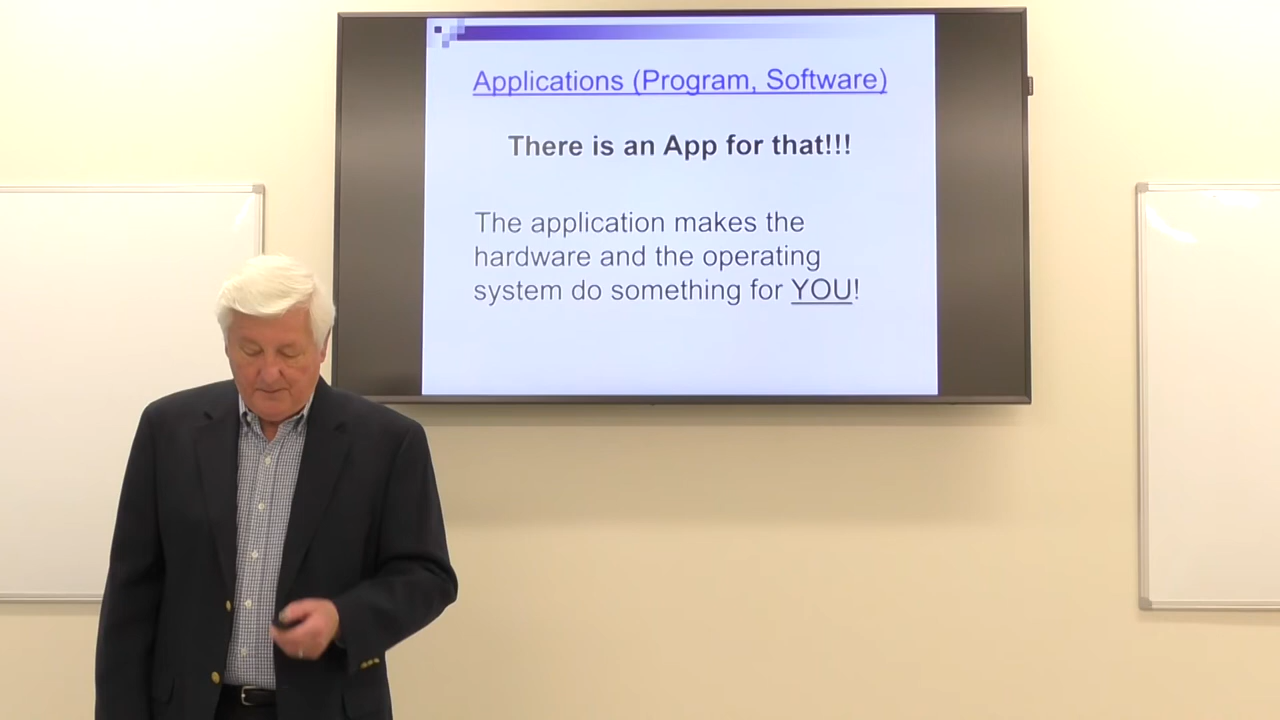 Applications (Program, Software)
There is an App for that!!!
The application makes the
hardware and the operating
system do something for YOU!